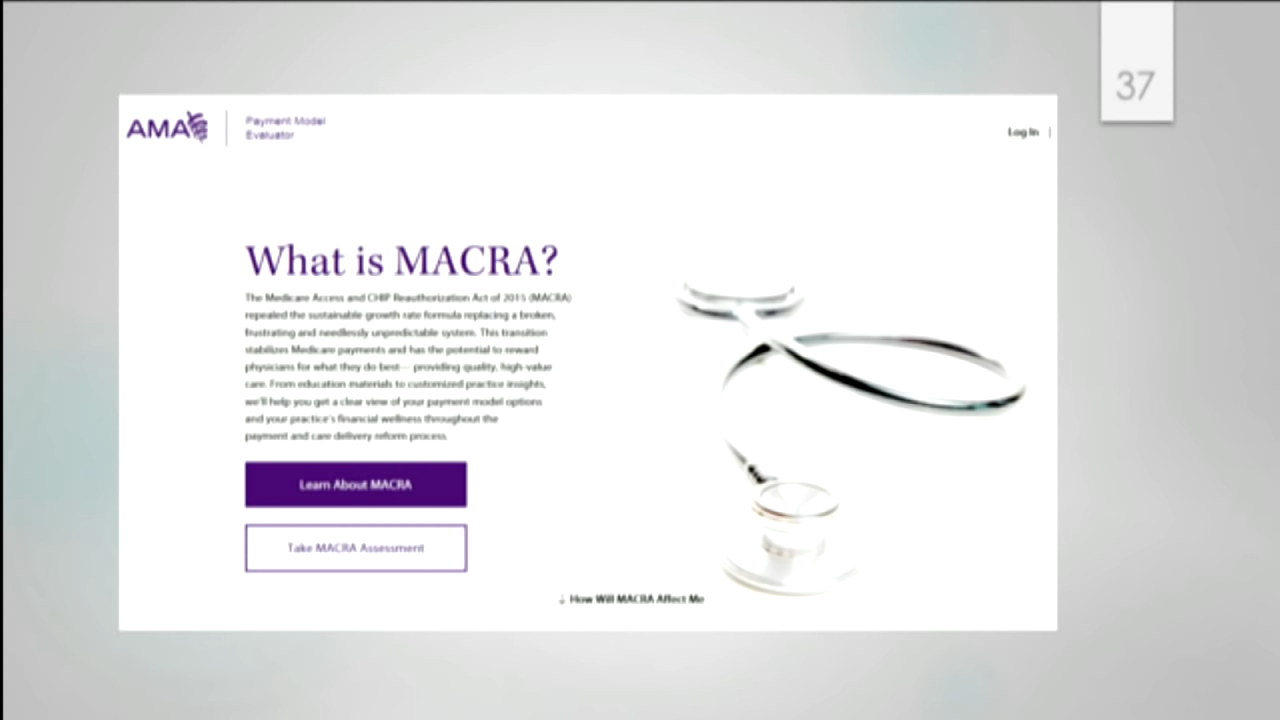 37
AMA
Payment Model
Evaluator
Log In |
What is MACRA?
The Medicare Access and CHIP Reauthorization Act of 2015 (MACRA)
repealed the sustainable growth rate formula replacing a broken,
frustrating and needlessly unpredictable system. This transition
stabilizes Medicare payments and has the potential to reward
physicians for what they do best— providing quality, high-value
care. From education materials to customized practice insights,
we'll help you get a clear view of your payment model options
and your practice's financial wellness throughout the
payment and care delivery reform process.
Learn About MACRA
Take MACRA Assessment
↓ How Will MACRA Affect Me